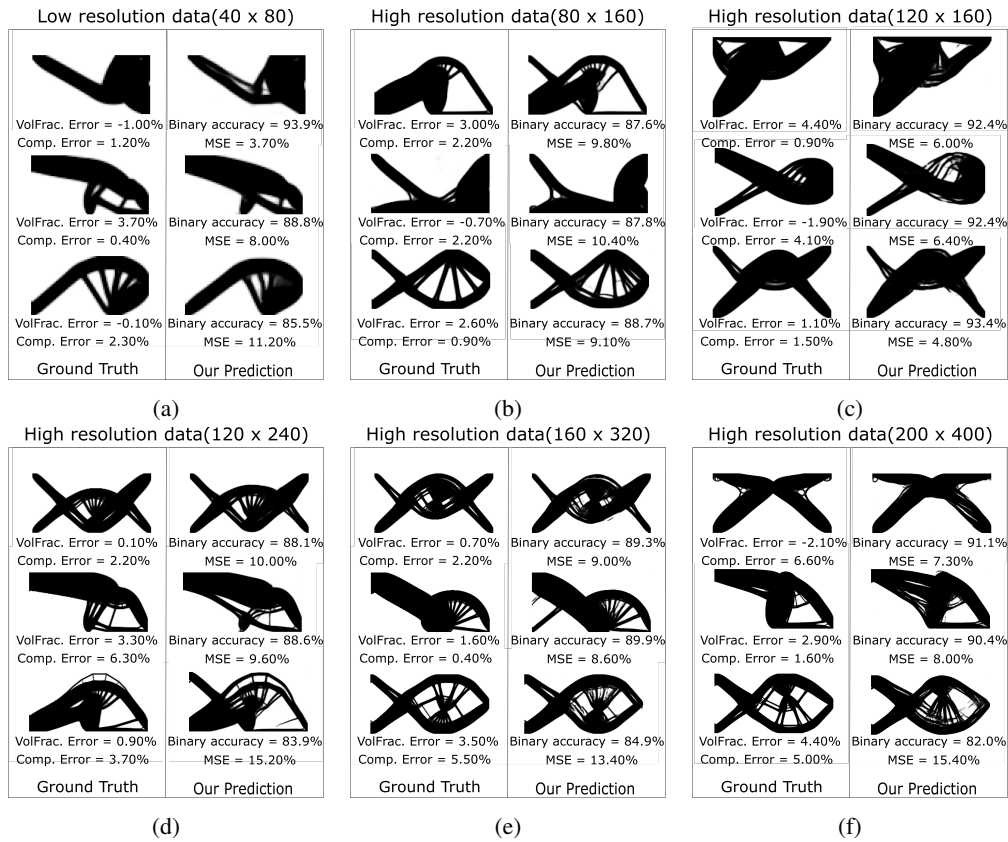 Low resolution data(40 x 80)
VolFrac. Error = -1.00%
Binary accuracy = 93.9%
Comp. Error = 1.20%
MSE = 3.70%
VolFrac. Error = 3.70%
Binary accuracy = 88.8%
Comp. Error = 0.40%
MSE = 8.00%
VolFrac. Error = -0.10%
Binary accuracy = 85.5%
Comp. Error = 2.30%
MSE = 11.20%
Ground Truth
Our Prediction
(a)
High resolution data(80 x 160)
VolFrac. Error = 3.00%
Binary accuracy = 87.6%
Comp. Error = 2.20%
MSE = 9.80%
VolFrac. Error = -0.70%
Binary accuracy = 87.8%
Comp. Error = 2.20%
MSE = 10.40%
VolFrac. Error = 2.60%
Binary accuracy = 88.7%
Comp. Error = 0.90%
MSE = 9.10%
Ground Truth
Our Prediction
(b)
High resolution data(120 x 160)
VolFrac. Error = 4.40%
Binary accuracy = 92.4%
Comp. Error = 0.90%
MSE = 6.00%
VolFrac. Error = -1.90%
Binary accuracy = 92.4%
Comp. Error = 4.10%
MSE = 6.40%
VolFrac. Error = 1.10%
Binary accuracy = 93.4%
Comp. Error = 1.50%
MSE = 4.80%
Ground Truth
Our Prediction
(c)
High resolution data(120 x 240)
VolFrac. Error = 0.10%
Binary accuracy = 88.1%
Comp. Error = 2.20%
MSE = 10.00%
VolFrac. Error = 3.30%
Binary accuracy = 88.6%
Comp. Error = 6.30%
MSE = 9.60%
VolFrac. Error = 0.90%
Binary accuracy = 83.9%
Comp. Error = 3.70%
MSE = 15.20%
Ground Truth
Our Prediction
(d)
High resolution data(160 x 320)
VolFrac. Error = 0.70%
Binary accuracy = 89.3%
Comp. Error = 2.20%
MSE = 9.00%
VolFrac. Error = 1.60%
Binary accuracy = 89.9%
Comp. Error = 0.40%
MSE = 8.60%
VolFrac. Error = 3.50%
Binary accuracy = 84.9%
Comp. Error = 5.50%
MSE = 13.40%
Ground Truth
Our Prediction
(e)
High resolution data(200 x 400)
VolFrac. Error = -2.10%
Binary accuracy = 91.1%
Comp. Error = 6.60%
MSE = 7.30%
VolFrac. Error = 2.90%
Binary accuracy = 90.4%
Comp. Error = 1.60%
MSE = 8.00%
VolFrac. Error = 4.40%
Binary accuracy = 82.0%
Comp. Error = 5.00%
MSE = 15.40%
Ground Truth
Our Prediction
(f)